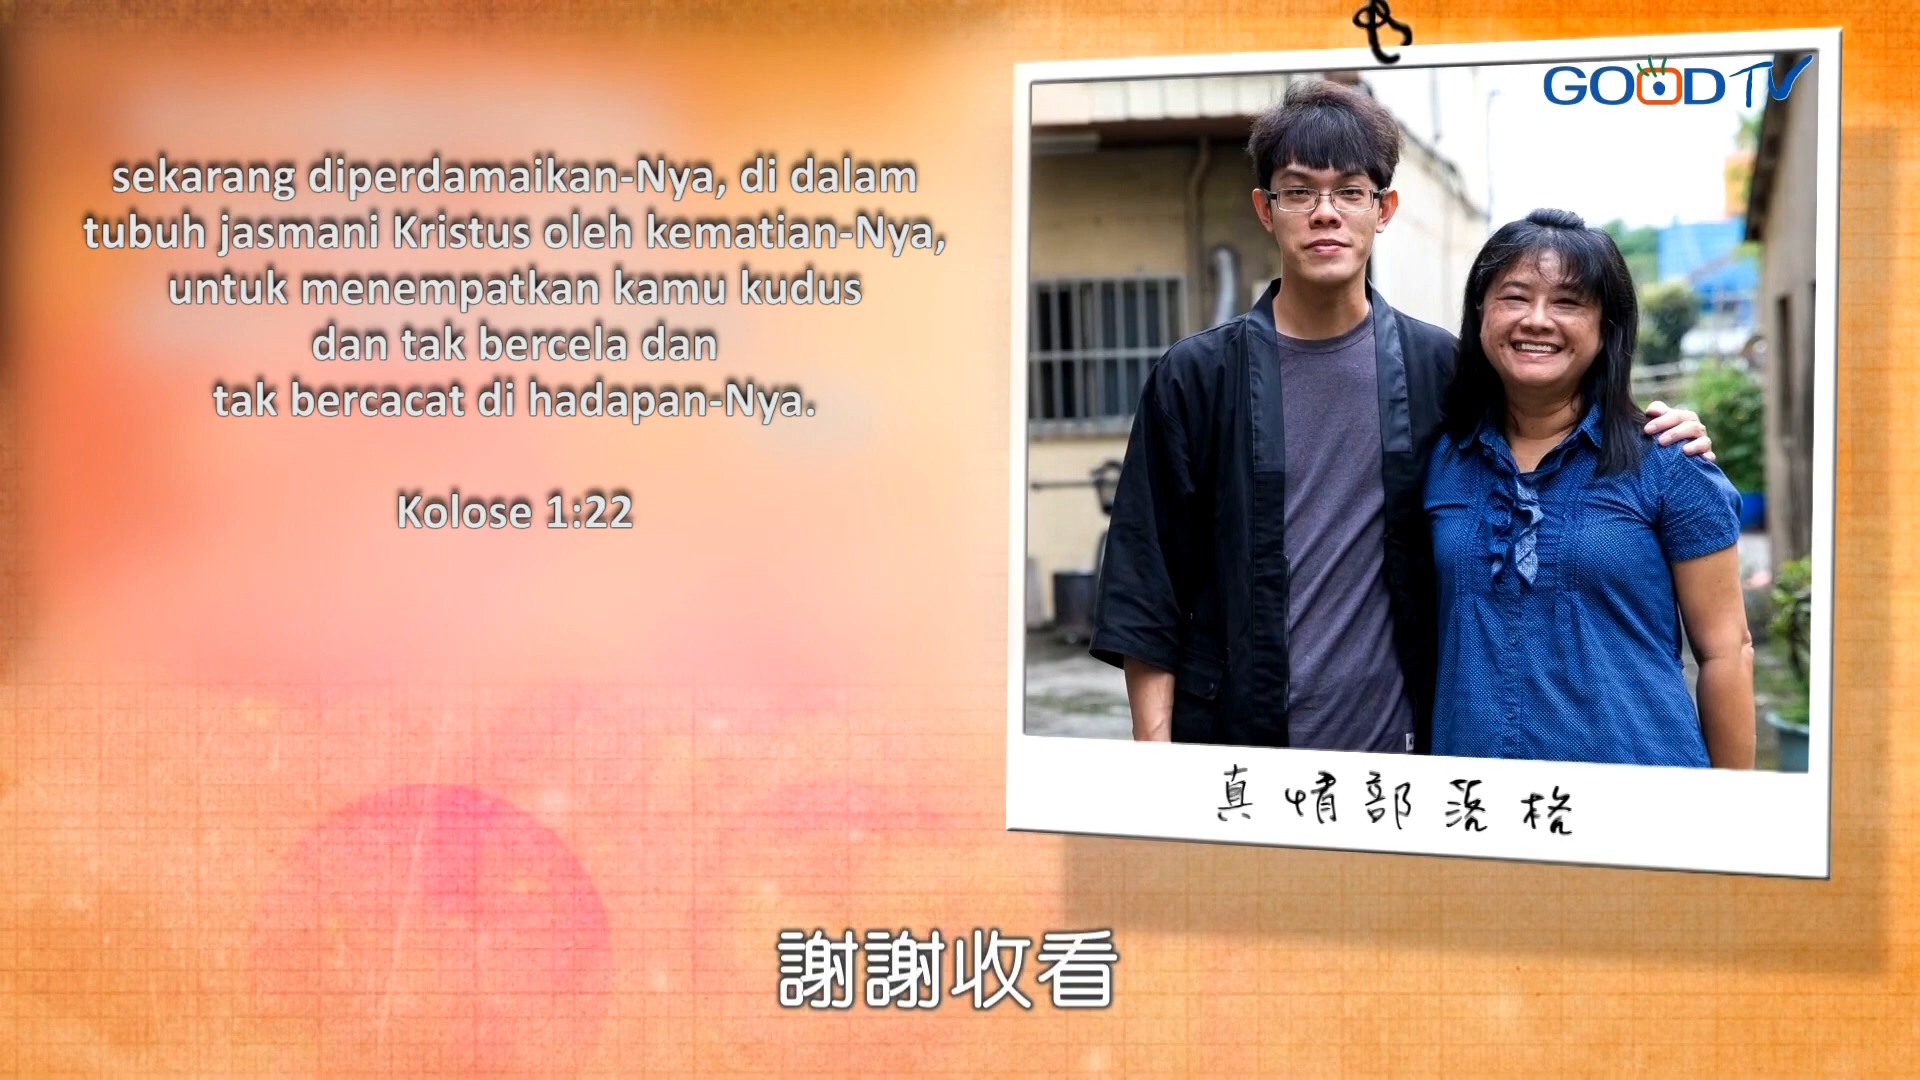 sekarang diperdamaikan-Nya, di dalam
tubuh jasmani Kristus oleh kematian-Nya,
untuk menempatkan kamu kudus
dan tak bercela dan
tak bercacat di hadapan-Nya.
Kolose 1:22
GOODTV
真情部落格
謝謝收看